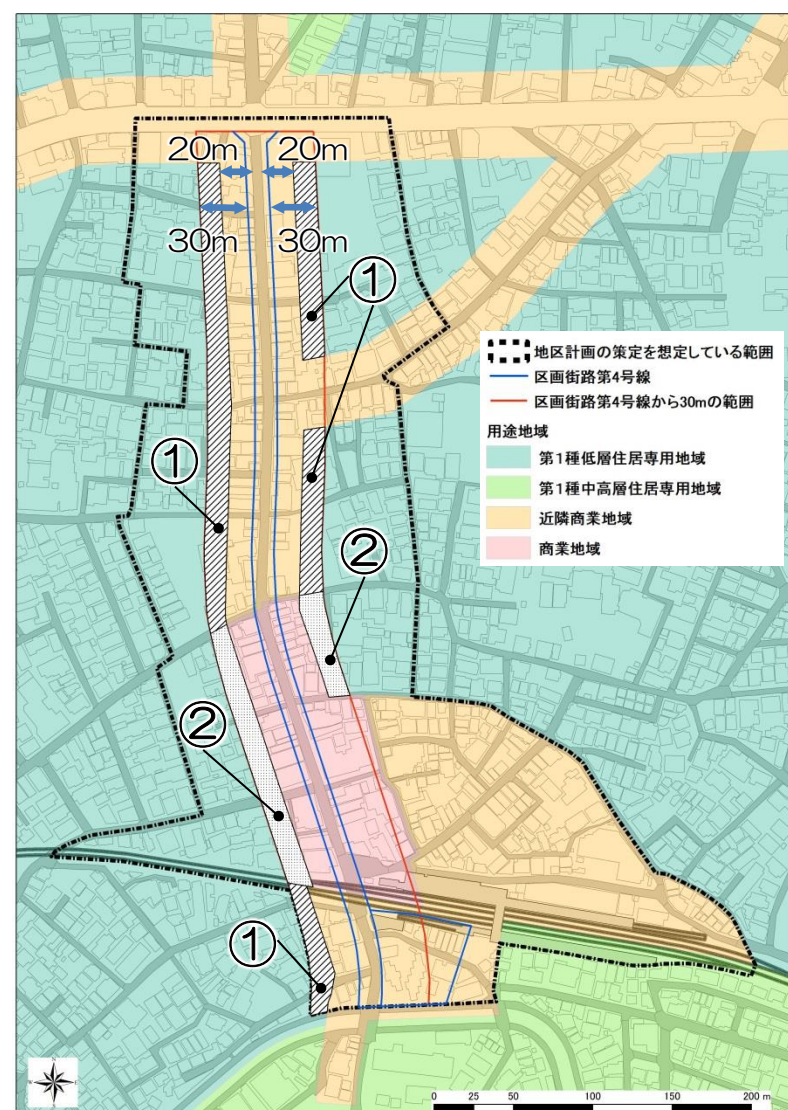 20m 20m
30m 30m
①
①
②
②
①
地区計画の策定を想定している範囲
区画街路第4号線
区画街路第4号線から30mの範囲
用途地域
第1種低層住居専用地域
第1種中高層住居専用地域
近隣商業地域
商業地域
N
W E
S
0 25 50 100 150 200 m